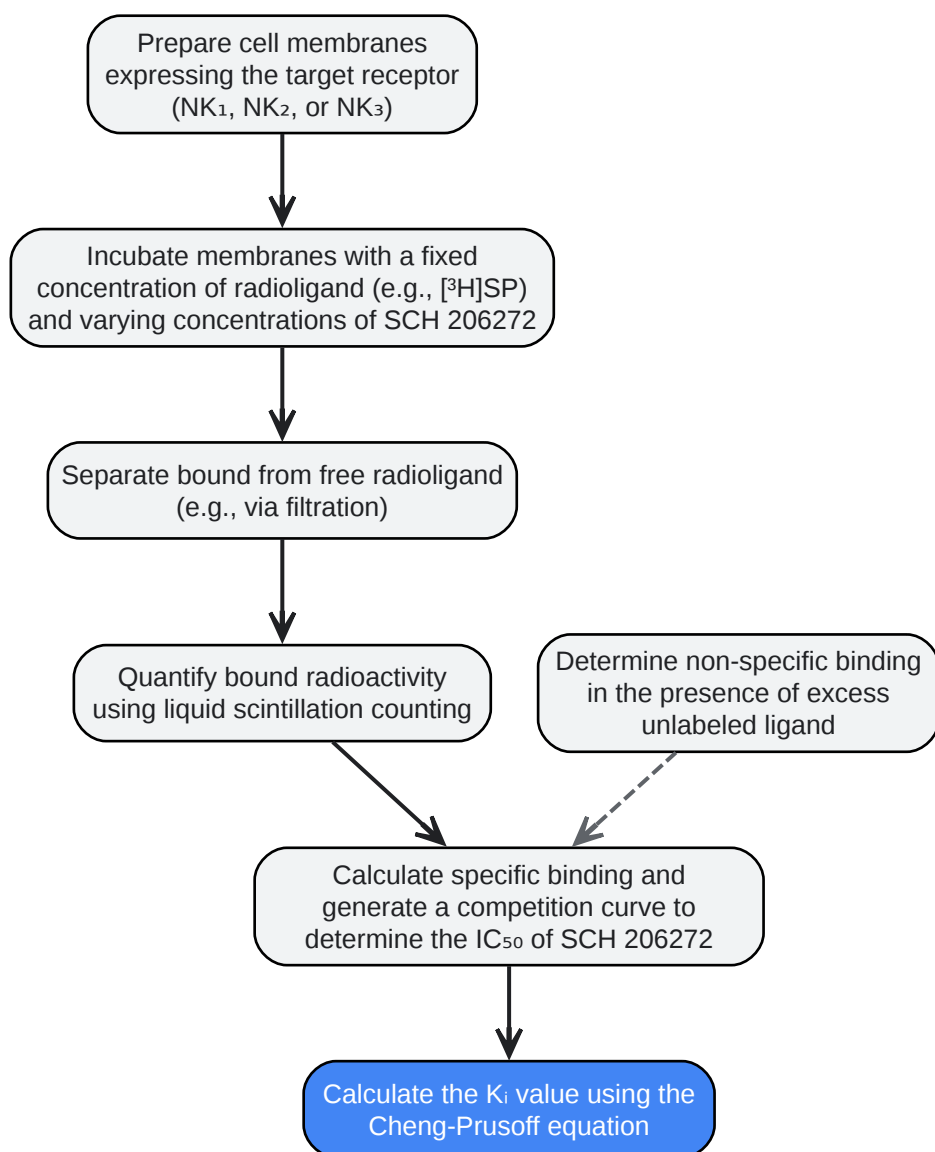 Prepare cell membranes
expressing the target receptor
(NK₁, NK₂, or NK₃)
Incubate membranes with a fixed
concentration of radioligand (e.g., [³H]SP)
and varying concentrations of SCH 206272
Separate bound from free radioligand
(e.g., via filtration)
Quantify bound radioactivity
using liquid scintillation counting
Determine non-specific binding
in the presence of excess
unlabeled ligand
Calculate specific binding and
generate a competition curve to
determine the IC₅₀ of SCH 206272
Calculate the Kᵢ value using the
Cheng-Prusoff equation